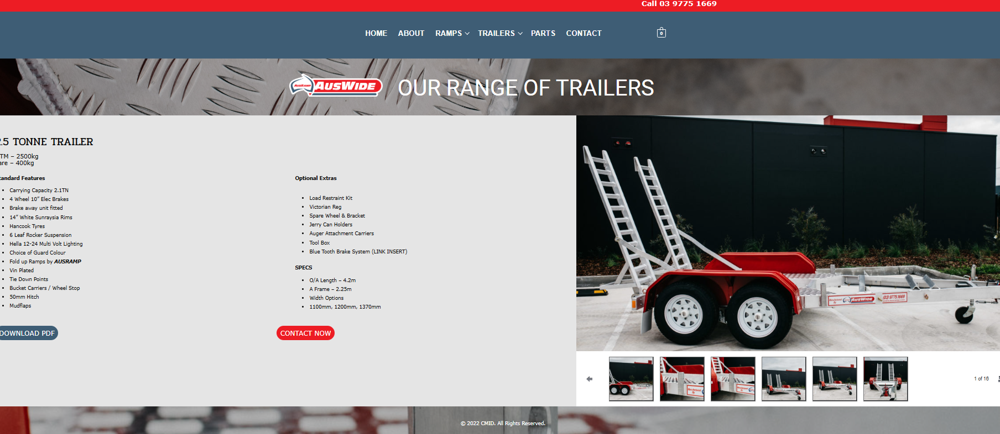 Call 03 9775 1669
HOME ABOUT RAMPS TRAILERS PARTS CONTACT
0
AUSRAMP AUSWIDE OUR RANGE OF TRAILERS
.5 TONNE TRAILER
TM – 2500kg
are – 400kg
tandard Features
• Carrying Capacity 2.1TN
• 4 Wheel 10” Elec Brakes
• Brake away unit fitted
• 14” White Sunraysia Rims
• Hancook Tyres
• 6 Leaf Rocker Suspension
• Hella 12-24 Multi Volt Lighting
• Choice of Guard Colour
• Fold up Ramps by AUSRAMP
• Vin Plated
• Tie Down Points
• Bucket Carriers / Wheel Stop
• 50mm Hitch
• Mudflaps
DOWNLOAD PDF
Optional Extras
• Load Restraint Kit
• Victorian Reg
• Spare Wheel & Bracket
• Jerry Can Holders
• Auger Attachment Carriers
• Tool Box
• Blue Tooth Brake System (LINK INSERT)
SPECS
• O/A Length – 4.2m
• A Frame – 2.25m
• Width Options
• 1100mm, 1200mm, 1370mm
CONTACT NOW
Manufactured By AUSWIDE (03) 9775.1669
1 of 16
© 2022 CMID. All Rights Reserved.